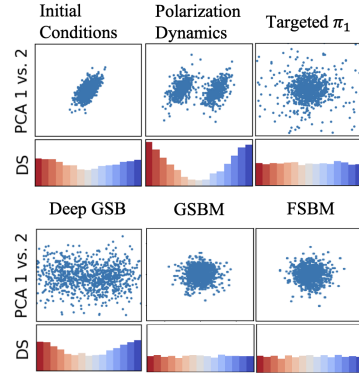 Initial Conditions
Polarization Dynamics
Targeted π₁
PCA 1 vs. 2
DS
Deep GSB
GSBM
FSBM
PCA 1 vs. 2
DS